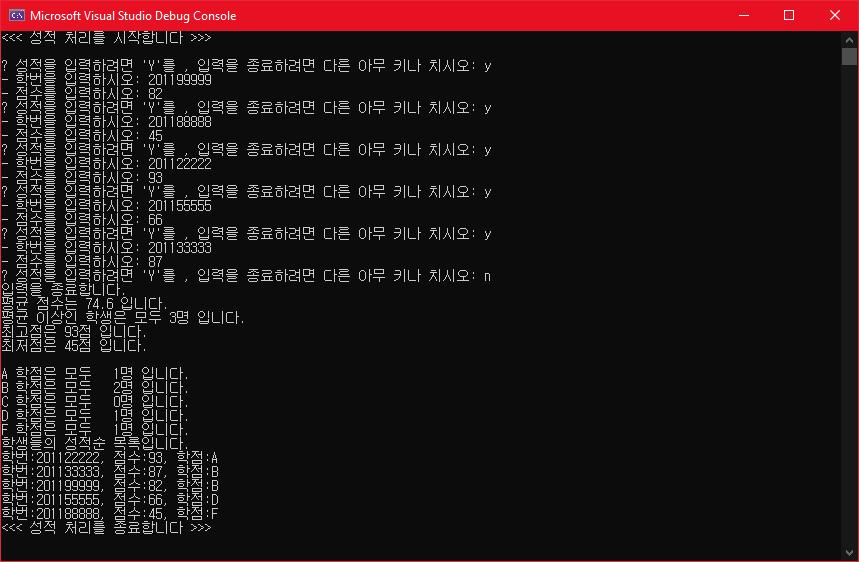 Microsoft Visual Studio Debug Console
<<< 성적 처리를 시작합니다 >>>
? 성적을 입력하려면 'Y'를 , 입력을 종료하려면 다른 아무 키나 치시오: y
- 학번을 입력하시오: 201199999
- 점수를 입력하시오: 82
? 성적을 입력하려면 'Y'를 , 입력을 종료하려면 다른 아무 키나 치시오: y
- 학번을 입력하시오: 201188888
- 점수를 입력하시오: 45
? 성적을 입력하려면 'Y'를 , 입력을 종료하려면 다른 아무 키나 치시오: y
- 학번을 입력하시오: 201122222
- 점수를 입력하시오: 93
? 성적을 입력하려면 'Y'를 , 입력을 종료하려면 다른 아무 키나 치시오: y
- 학번을 입력하시오: 201155555
- 점수를 입력하시오: 66
? 성적을 입력하려면 'Y'를 , 입력을 종료하려면 다른 아무 키나 치시오: y
- 학번을 입력하시오: 201133333
- 점수를 입력하시오: 87
? 성적을 입력하려면 'Y'를 , 입력을 종료하려면 다른 아무 키나 치시오: n
입력을 종료합니다.
평균 점수는 74.6 입니다.
평균 이상인 학생은 모두 3명 입니다.
최고점은 93점 입니다.
최저점은 45점 입니다.
A 학점은 모두   1명 입니다.
B 학점은 모두   2명 입니다.
C 학점은 모두   0명 입니다.
D 학점은 모두   1명 입니다.
F 학점은 모두   1명 입니다.
학생들의 성적순 목록입니다.
학번:201122222, 점수:93, 학점:A
학번:201133333, 점수:87, 학점:B
학번:201199999, 점수:82, 학점:B
학번:201155555, 점수:66, 학점:D
학번:201188888, 점수:45, 학점:F
<<< 성적 처리를 종료합니다 >>>